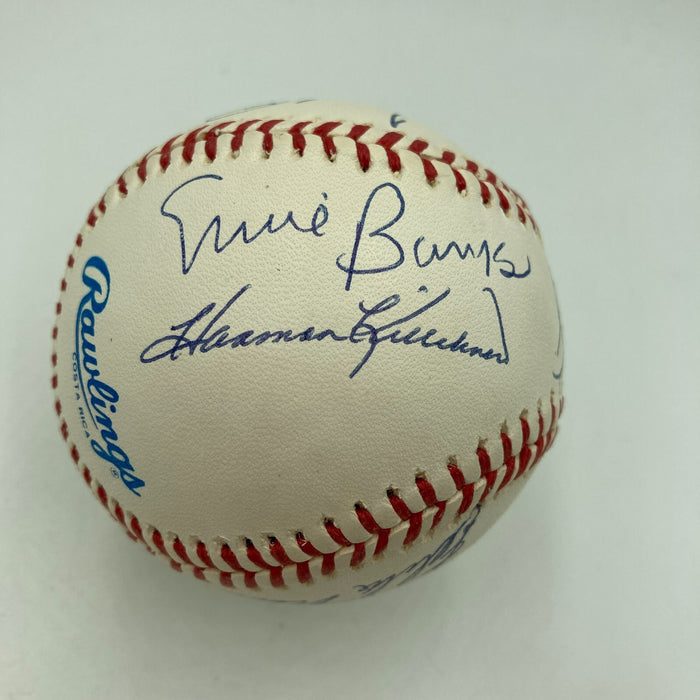 Ernie Banks
Harmon Killebrew
Rawlings®
COSTA RICA